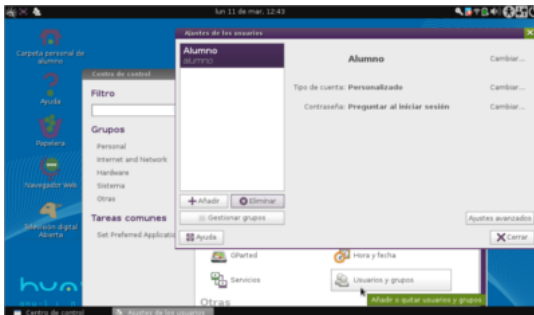 lun 11 de mar, 12:43
Carpeta personal de
alumno
Ayuda
Papelera
Navegador Web
Televisión digital
Abierta
Centro de control
Filtro
Grupos
Personal
Internet and Network
Hardware
Sistema
Otras
Tareas comunes
Set Preferred Applicatio
Ajustes de los usuarios
Alumno
alumno
Alumno
Cambiar...
Tipo de cuenta: Personalizado
Cambiar...
Contraseña: Preguntar al iniciar sesión
Cambiar...
Añadir
Eliminar
Gestionar grupos
Ajustes avanzados
Ayuda
Cerrar
GParted
Hora y fecha
Servicios
Usuarios y grupos
Otras
Añadir o quitar usuarios y grupos
Centro de control
Ajustes de los usuarios